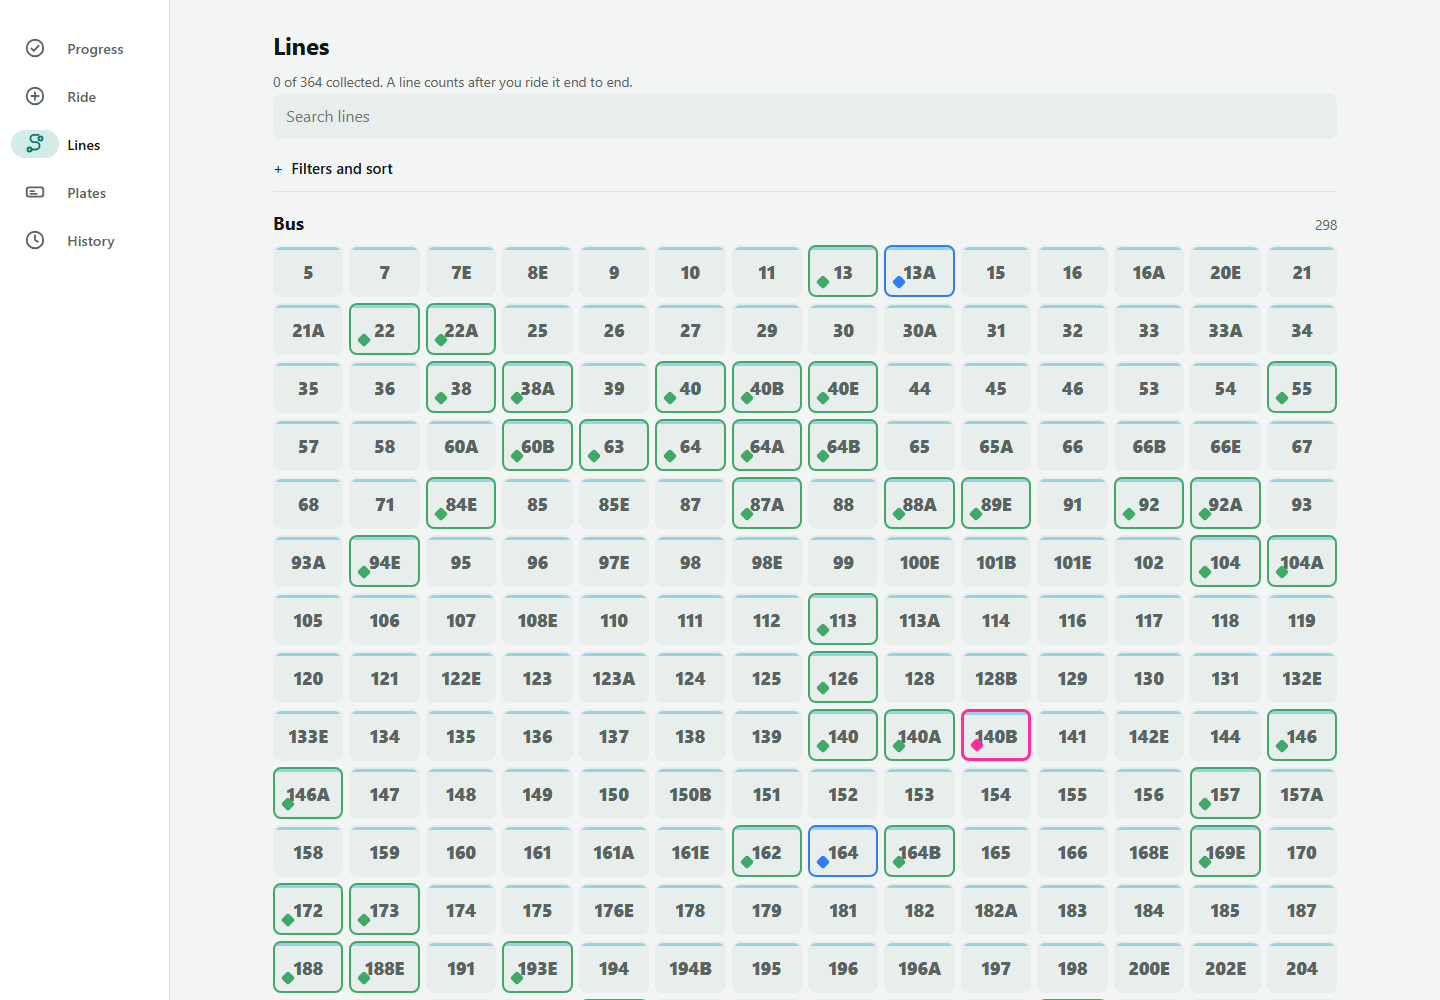 Progress
Ride
Lines
Plates
History
Lines
0 of 364 collected. A line counts after you ride it end to end.
Search lines
+ Filters and sort
Bus 298
5 7 7E 8E 9 10 11 13 13A 15 16 16A 20E 21
21A 22 22A 25 26 27 29 30 30A 31 32 33 33A 34
35 36 38 38A 39 40 40B 40E 44 45 46 53 54 55
57 58 60A 60B 63 64 64A 64B 65 65A 66 66B 66E 67
68 71 84E 85 85E 87 87A 88 88A 89E 91 92 92A 93
93A 94E 95 96 97E 98 98E 99 100E 101B 101E 102 104 104A
105 106 107 108E 110 111 112 113 113A 114 116 117 118 119
120 121 122E 123 123A 124 125 126 128 128B 129 130 131 132E
133E 134 135 136 137 138 139 140 140A 140B 141 142E 144 146
146A 147 148 149 150 150B 151 152 153 154 155 156 157 157A
158 159 160 161 161A 161E 162 164 164B 165 166 168E 169E 170
172 173 174 175 176E 178 179 181 182 182A 183 184 185 187
188 188E 191 193E 194 194B 195 196 196A 197 198 200E 202E 204